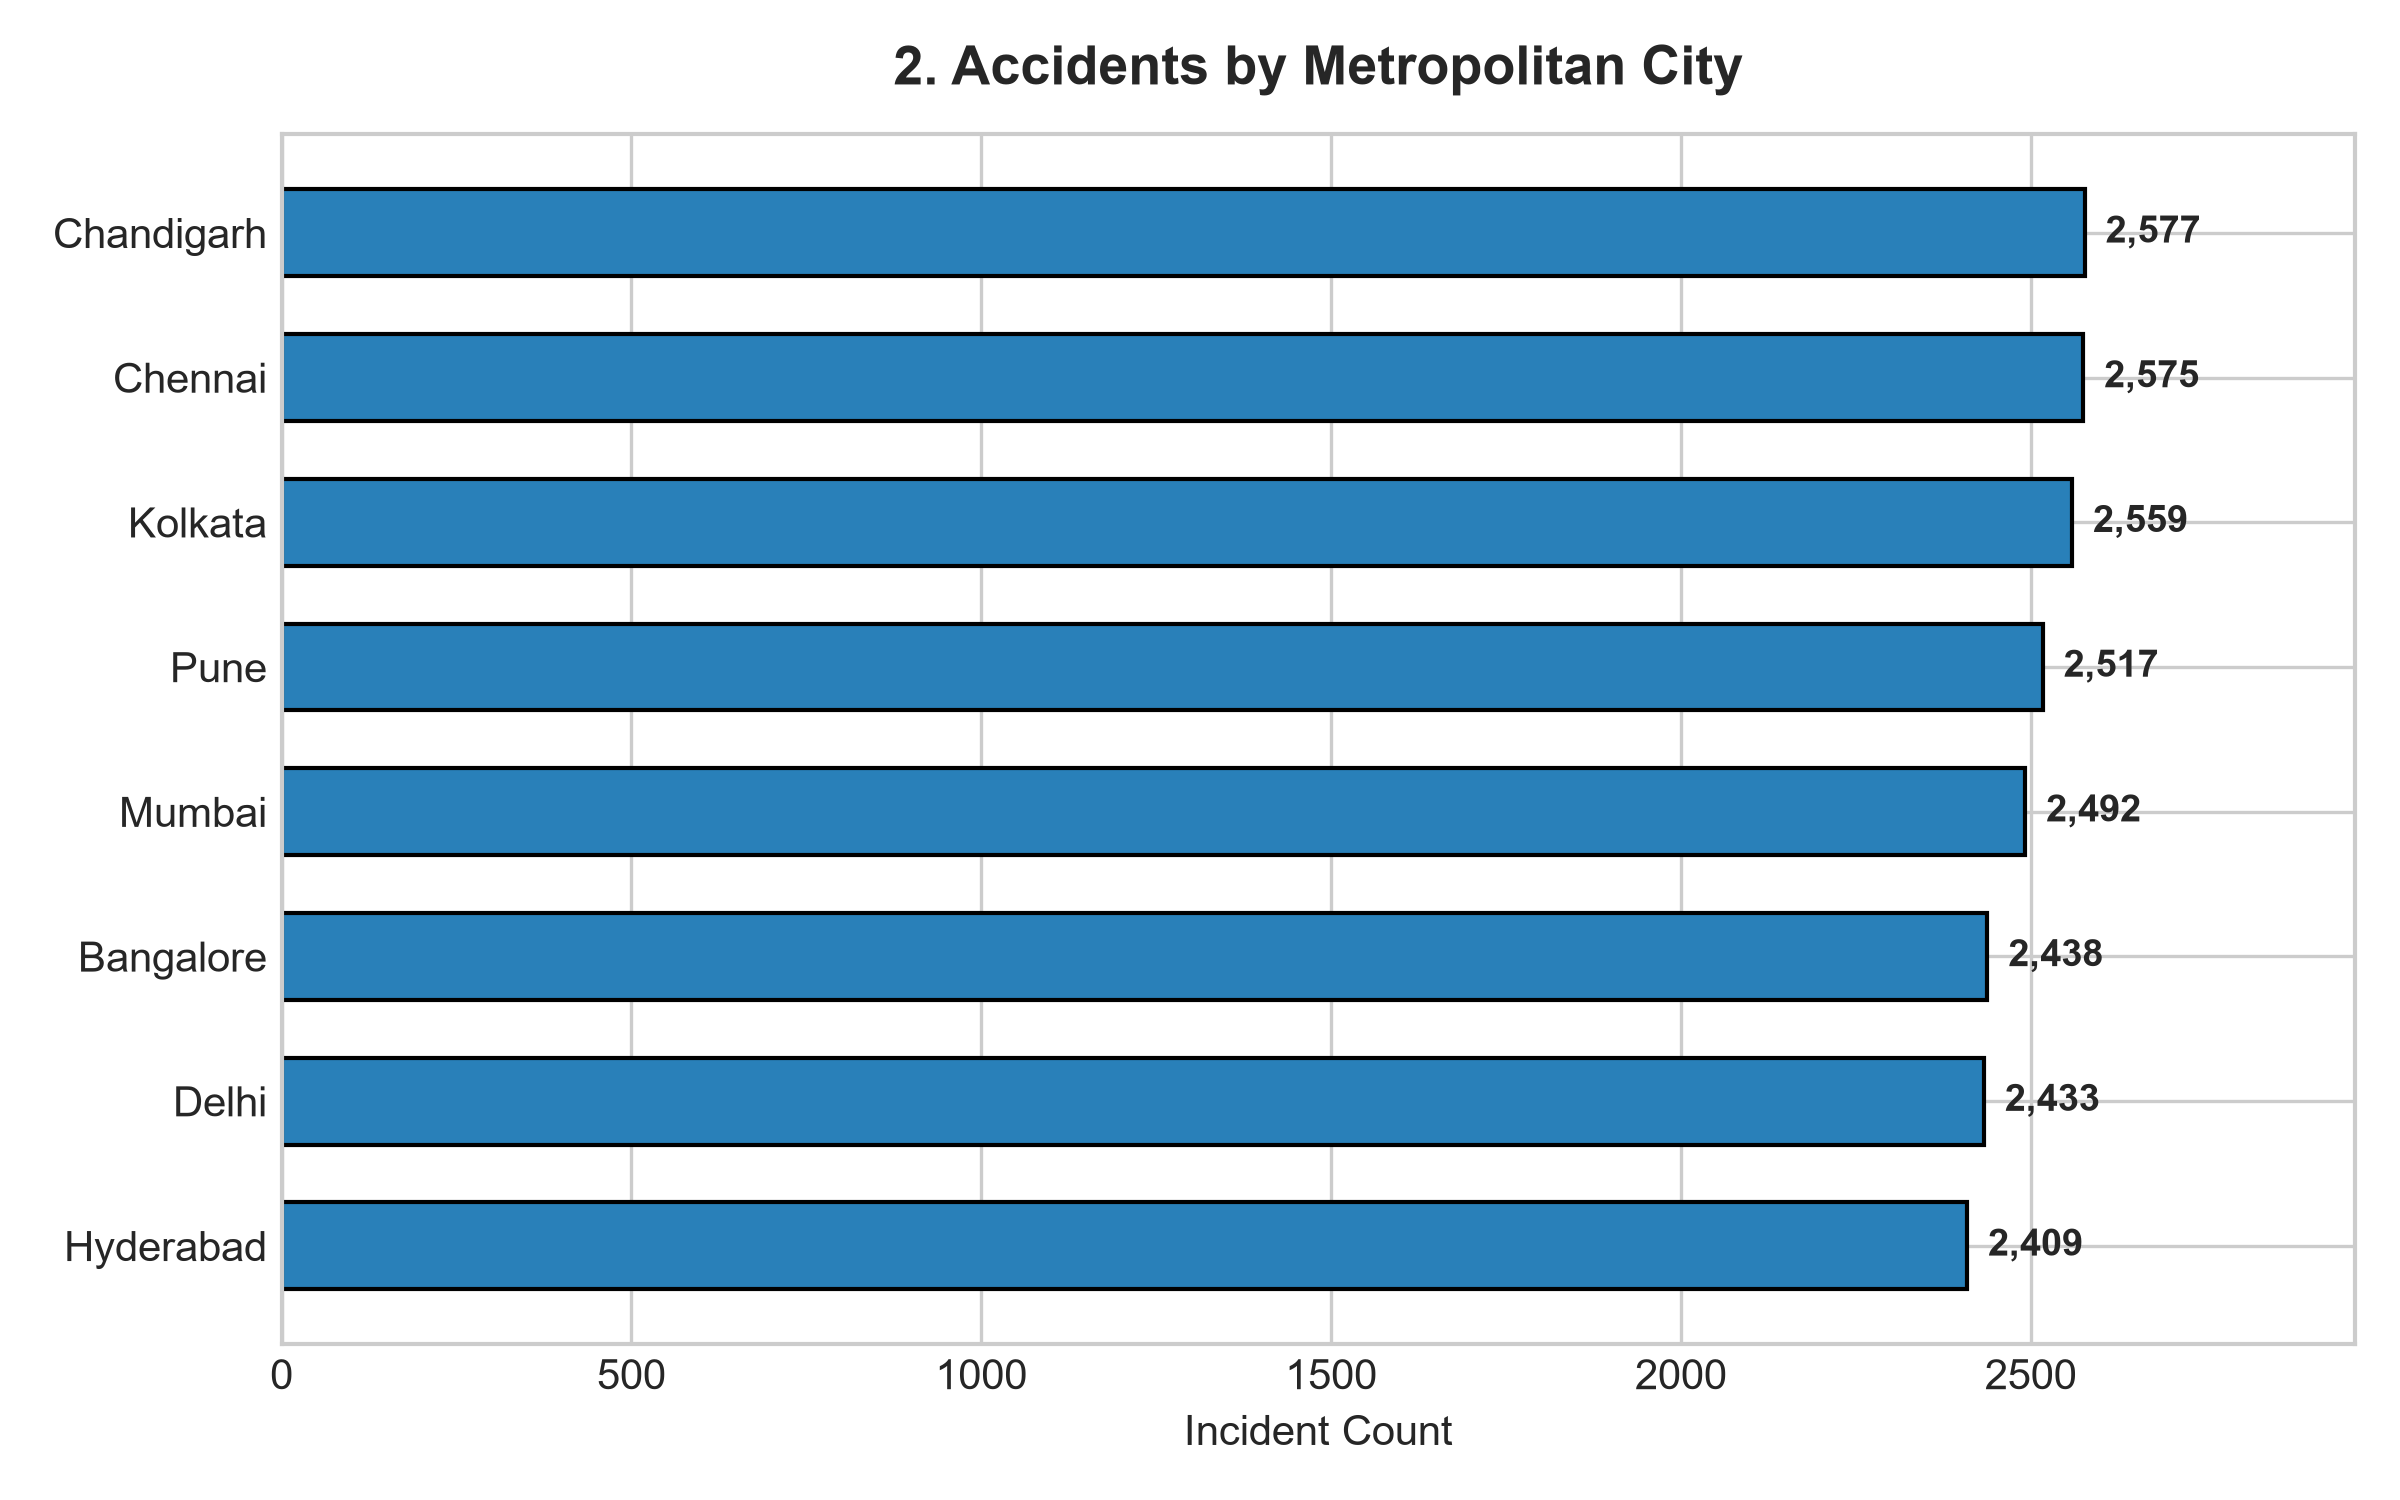 2. Accidents by Metropolitan City
Chandigarh 2,577
Chennai 2,575
Kolkata 2,559
Pune 2,517
Mumbai 2,492
Bangalore 2,438
Delhi 2,433
Hyderabad 2,409
0 500 1000 1500 2000 2500
Incident Count